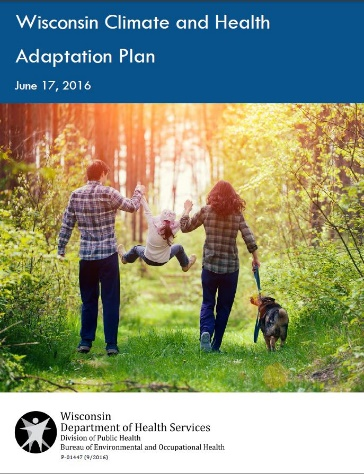 Wisconsin Climate and Health
Adaptation Plan
June 17, 2016
Wisconsin
Department of Health Services
Division of Public Health
Bureau of Environmental and Occupational Health
P-01447 (9/2016)